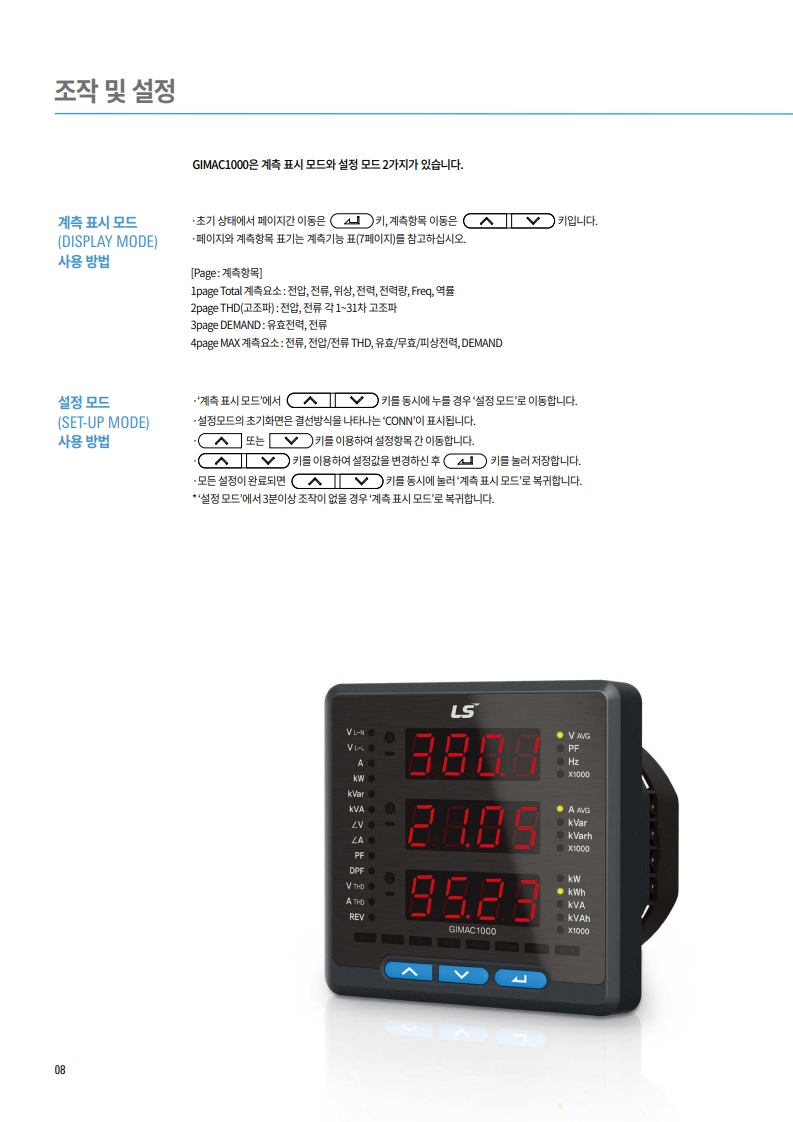 조작 및 설정
GIMAC1000은 계측 표시 모드와 설정 모드 2가지가 있습니다.
계측 표시 모드
(DISPLAY MODE)
사용 방법
·초기 상태에서 페이지간 이동은 키, 계측항목 이동은 키입니다.
·페이지와 계측항목 표기는 계측기능 표(7페이지)를 참고하십시오.
[Page : 계측항목]
1page Total 계측요소 : 전압, 전류, 위상, 전력, 전력량, Freq, 역률
2page THD(고조파) : 전압, 전류 각 1~31차 고조파
3page DEMAND : 유효전력, 전류
4page MAX 계측요소 : 전류, 전압/전류 THD, 유효/무효/피상전력, DEMAND
설정 모드
(SET-UP MODE)
사용 방법
·‘계측 표시 모드’에서 키를 동시에 누를 경우 ‘설정 모드’로 이동합니다.
·설정모드의 초기화면은 결선방식을 나타나는 ‘CONN’이 표시됩니다.
· 또는 키를 이용하여 설정항목 간 이동합니다.
· 키를 이용하여 설정값을 변경하신 후 키를 눌러 저장합니다.
·모든 설정이 완료되면 키를 동시에 눌러 ‘계측 표시 모드’로 복귀합니다.
* ‘설정 모드’에서 3분이상 조작이 없을 경우 ‘계측 표시 모드’로 복귀합니다.
LS
V L-N
V L-L
A
kW
kVar
kVA
∠V
∠A
PF
DPF
V THD
A THD
REV
380.1
21.05
95.23
V AVG
PF
Hz
X1000
A AVG
kVar
kVarh
X1000
kW
kWh
kVA
kVAh
X1000
GIMAC1000
08